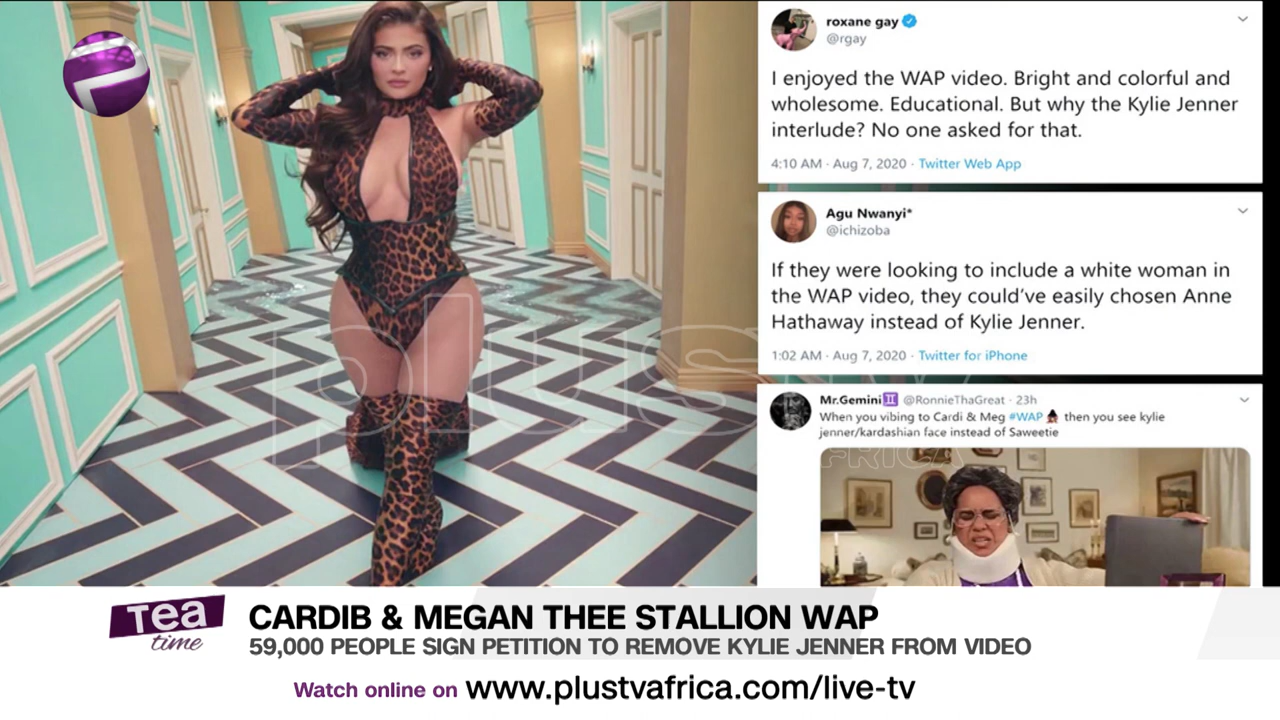 roxane gay
@rgay
I enjoyed the WAP video. Bright and colorful and
wholesome. Educational. But why the Kylie Jenner
interlude? No one asked for that.
4:10 AM · Aug 7, 2020 · Twitter Web App
Agu Nwanyi*
@ichizoba
If they were looking to include a white woman in
the WAP video, they could've easily chosen Anne
Hathaway instead of Kylie Jenner.
1:02 AM · Aug 7, 2020 · Twitter for iPhone
Mr.Gemini♊ @RonnieThaGreat · 23h
When you vibing to Cardi & Meg #WAP then you see kylie
jenner/kardashian face instead of Saweetie
plus tv
AFRICA
Tea
time
CARDIB & MEGAN THEE STALLION WAP
59,000 PEOPLE SIGN PETITION TO REMOVE KYLIE JENNER FROM VIDEO
Watch online on www.plustvafrica.com/live-tv